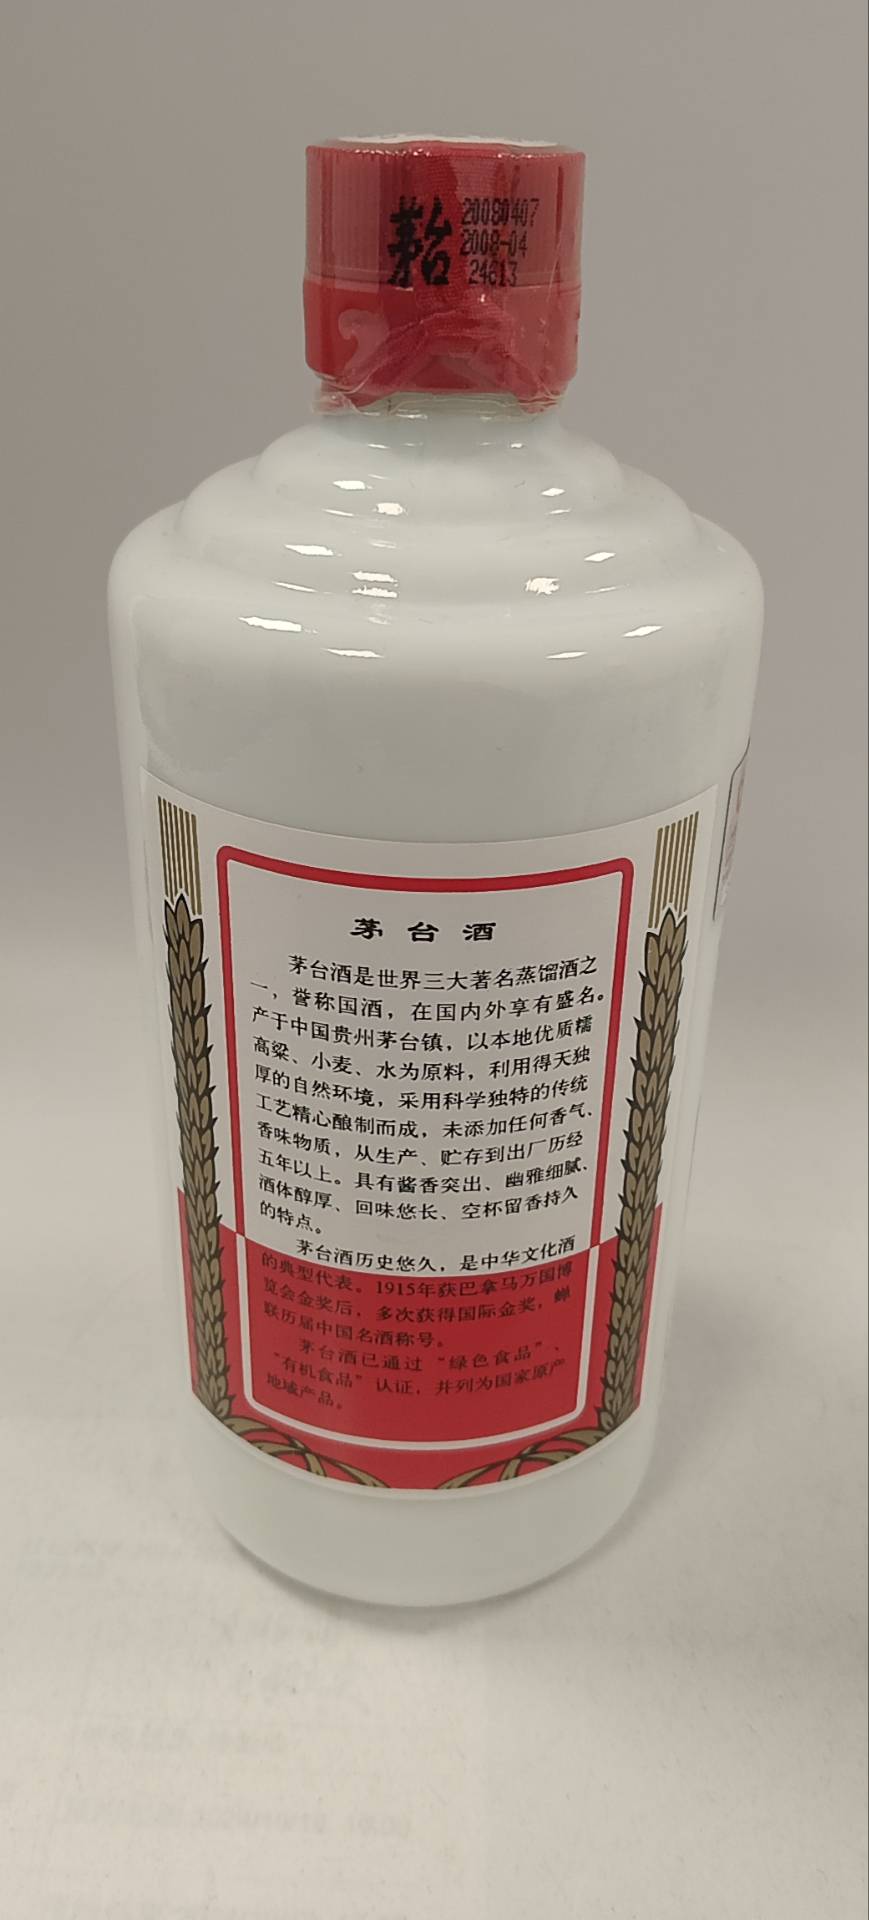 茅台
20080407
2008-04
24613
茅台酒
茅台酒是世界三大著名蒸馏酒之
一，誉称国酒，在国内外享有盛名。
产于中国贵州茅台镇，以本地优质糯
高粱、小麦、水为原料，利用得天独
厚的自然环境，采用科学独特的传统
工艺精心酿制而成，未添加任何香气、
香味物质，从生产、贮存到出厂历经
五年以上。具有酱香突出、幽雅细腻、
酒体醇厚、回味悠长、空杯留香持久
的特点。
茅台酒历史悠久，是中华文化酒
的典型代表。1915年获巴拿马万国博
览会金奖后，多次获得国际金奖，蝉
联历届中国名酒称号。
茅台酒已通过“绿色食品”、
“有机食品”认证，并列为国家原产
地域产品。